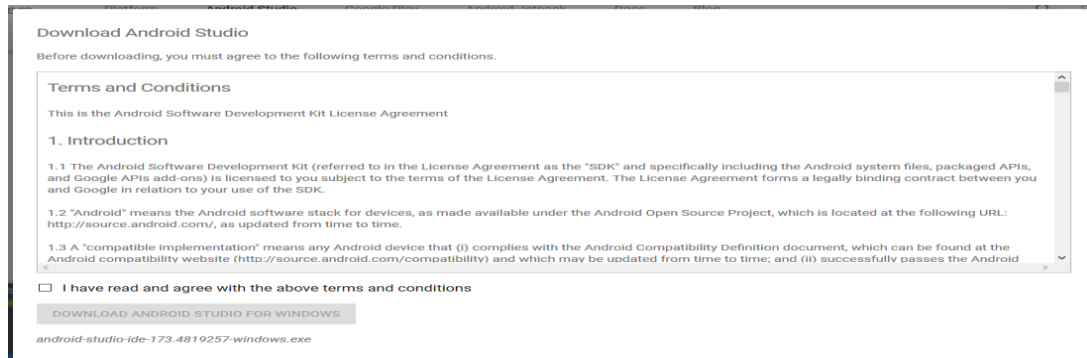 Platform Android Studio Google Play Android Jetpack Docs Blog
Download Android Studio
Before downloading, you must agree to the following terms and conditions.
Terms and Conditions
This is the Android Software Development Kit License Agreement
1. Introduction
1.1 The Android Software Development Kit (referred to in the License Agreement as the "SDK" and specifically including the Android system files, packaged APIs,
and Google APIs add-ons) is licensed to you subject to the terms of the License Agreement. The License Agreement forms a legally binding contract between you
and Google in relation to your use of the SDK.
1.2 "Android" means the Android software stack for devices, as made available under the Android Open Source Project, which is located at the following URL:
http://source.android.com/, as updated from time to time.
1.3 A "compatible implementation" means any Android device that (i) complies with the Android Compatibility Definition document, which can be found at the
Android compatibility website (http://source.android.com/compatibility) and which may be updated from time to time; and (ii) successfully passes the Android
I have read and agree with the above terms and conditions
DOWNLOAD ANDROID STUDIO FOR WINDOWS
android-studio-ide-173.4819257-windows.exe